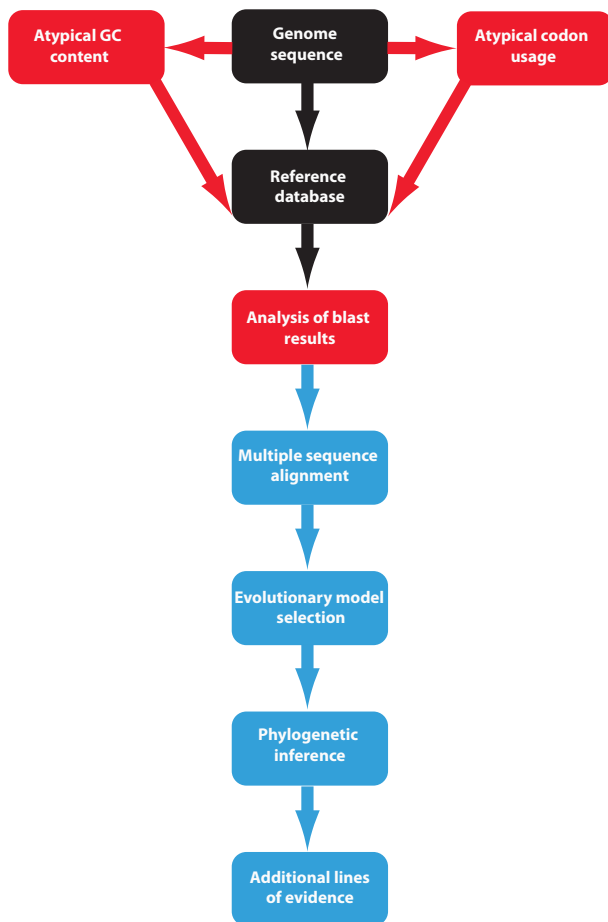 Atypical GC
content
Genome
sequence
Atypical codon
usage
Reference
database
Analysis of blast
results
Multiple sequence
alignment
Evolutionary model
selection
Phylogenetic
inference
Additional lines
of evidence